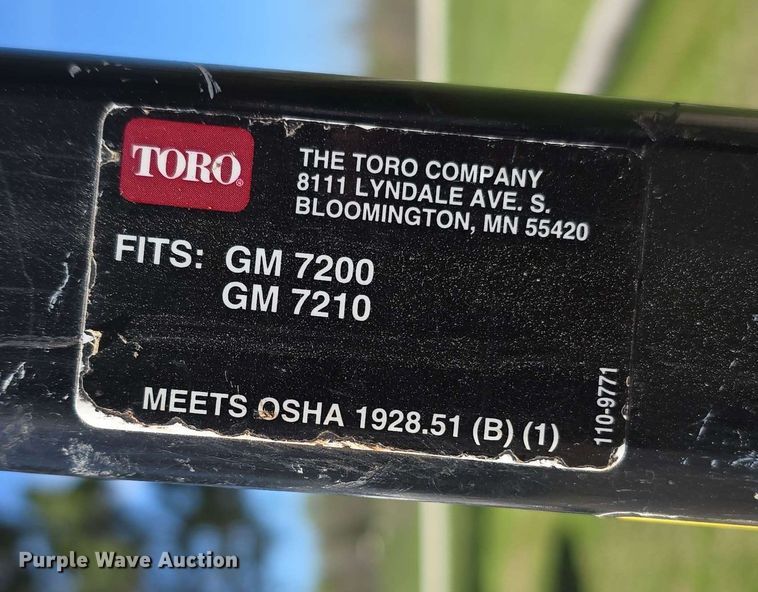 TORO®
THE TORO COMPANY
8111 LYNDALE AVE. S.
BLOOMINGTON, MN 55420
FITS: GM 7200
GM 7210
MEETS OSHA 1928.51 (B) (1)
110-9771
Purple Wave Auction